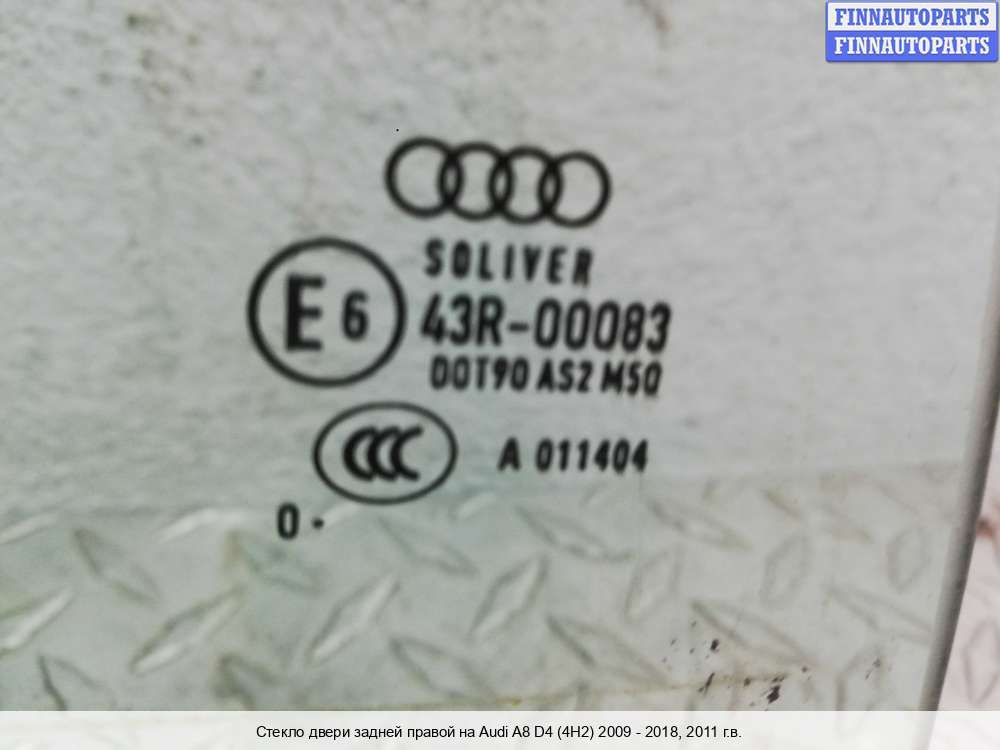 FINNAUTOPARTS
FINNAUTOPARTS
SOLIVER
E6 43R-00083
DOT90 AS2 M50
CCC A 011404
0 ·
Стекло двери задней правой на Audi A8 D4 (4H2) 2009 - 2018, 2011 г.в.